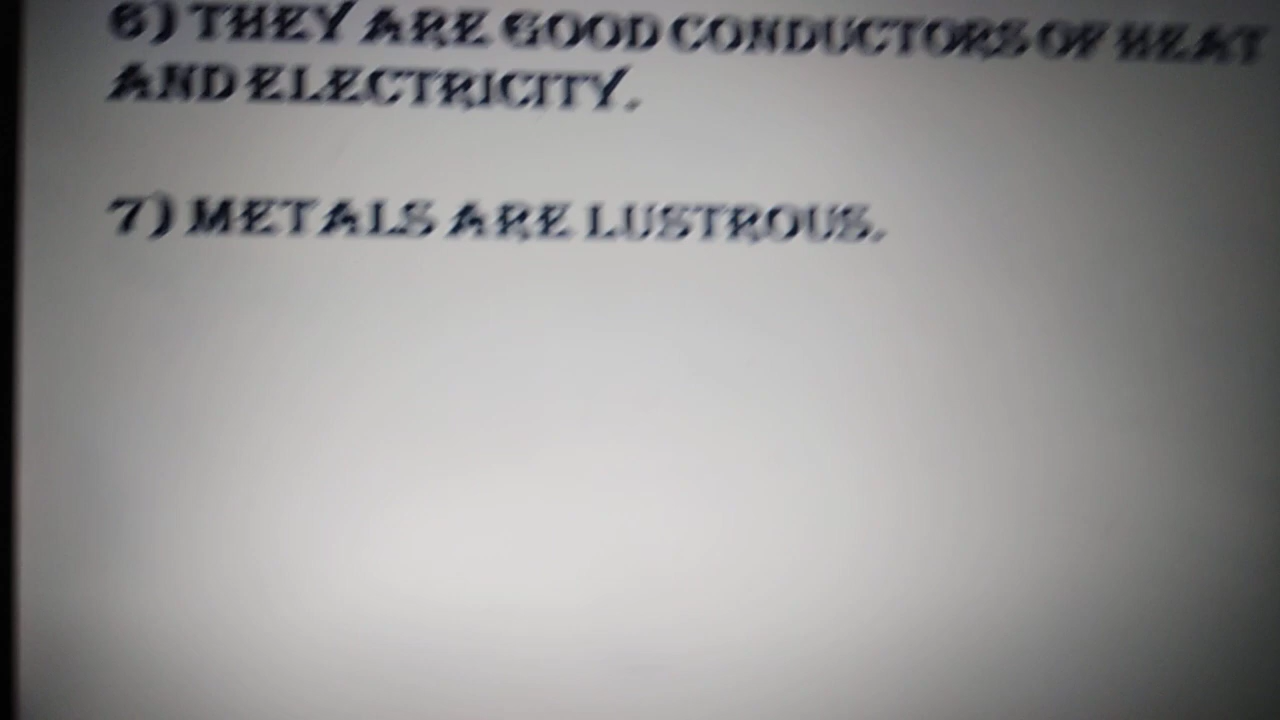 6) THEY ARE GOOD CONDUCTORS OF HEAT
AND ELECTRICITY.
7) METALS ARE LUSTROUS.